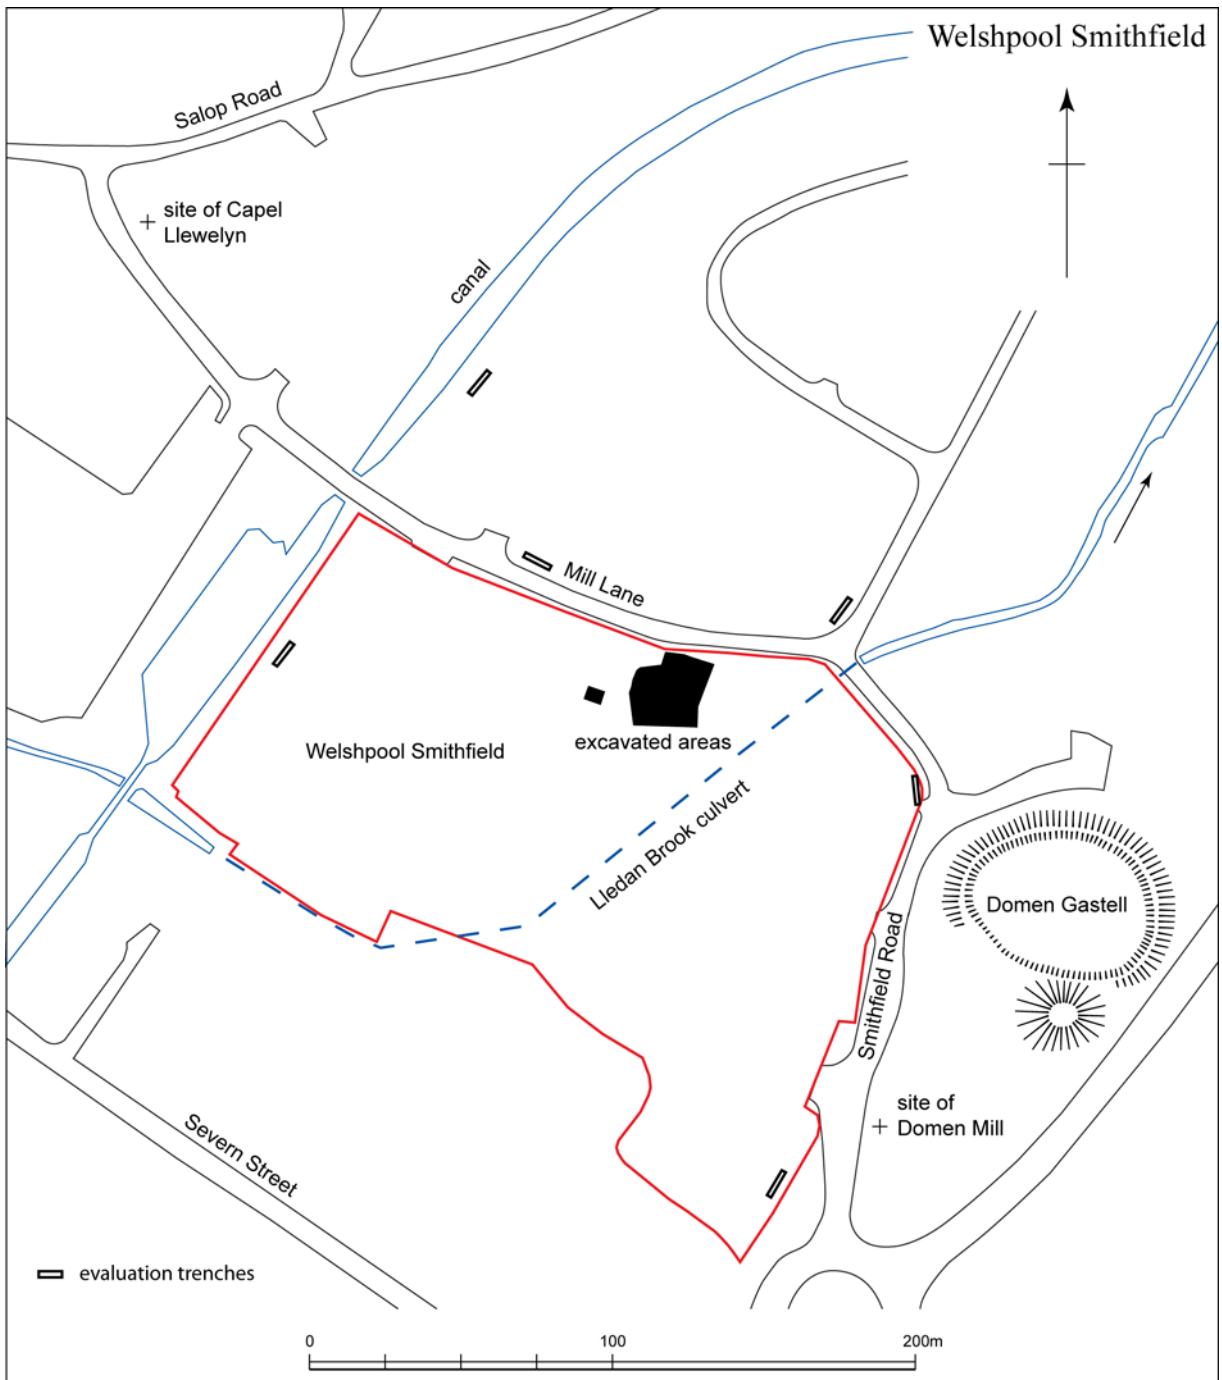 Welshpool Smithfield
Salop Road
site of Capel
Llewelyn
canal
Mill Lane
excavated areas
Welshpool Smithfield
Lledan Brook culvert
Domen Gastell
Smithfield Road
site of
Domen Mill
Severn Street
evaluation trenches
0 100 200m